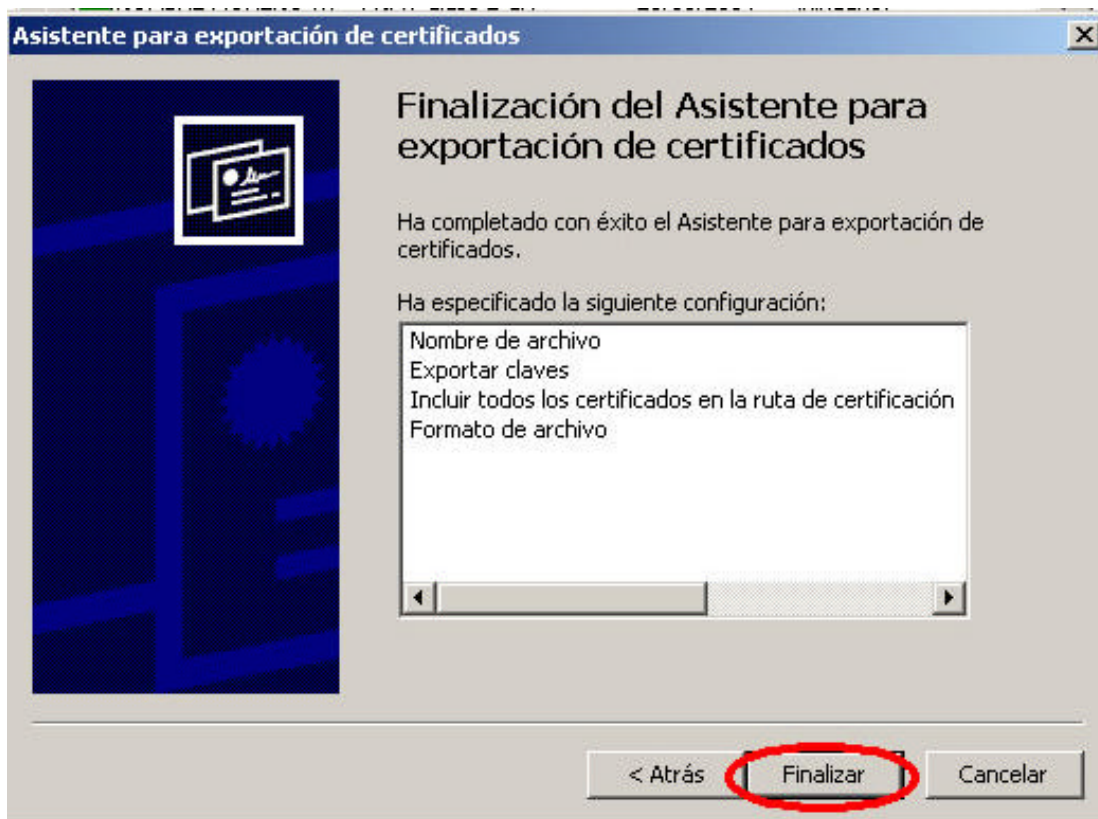 Asistente para exportación de certificados
Finalización del Asistente para
exportación de certificados
Ha completado con éxito el Asistente para exportación de
certificados.
Ha especificado la siguiente configuración:
Nombre de archivo
Exportar claves
Incluir todos los certificados en la ruta de certificación
Formato de archivo
< Atrás
Finalizar
Cancelar